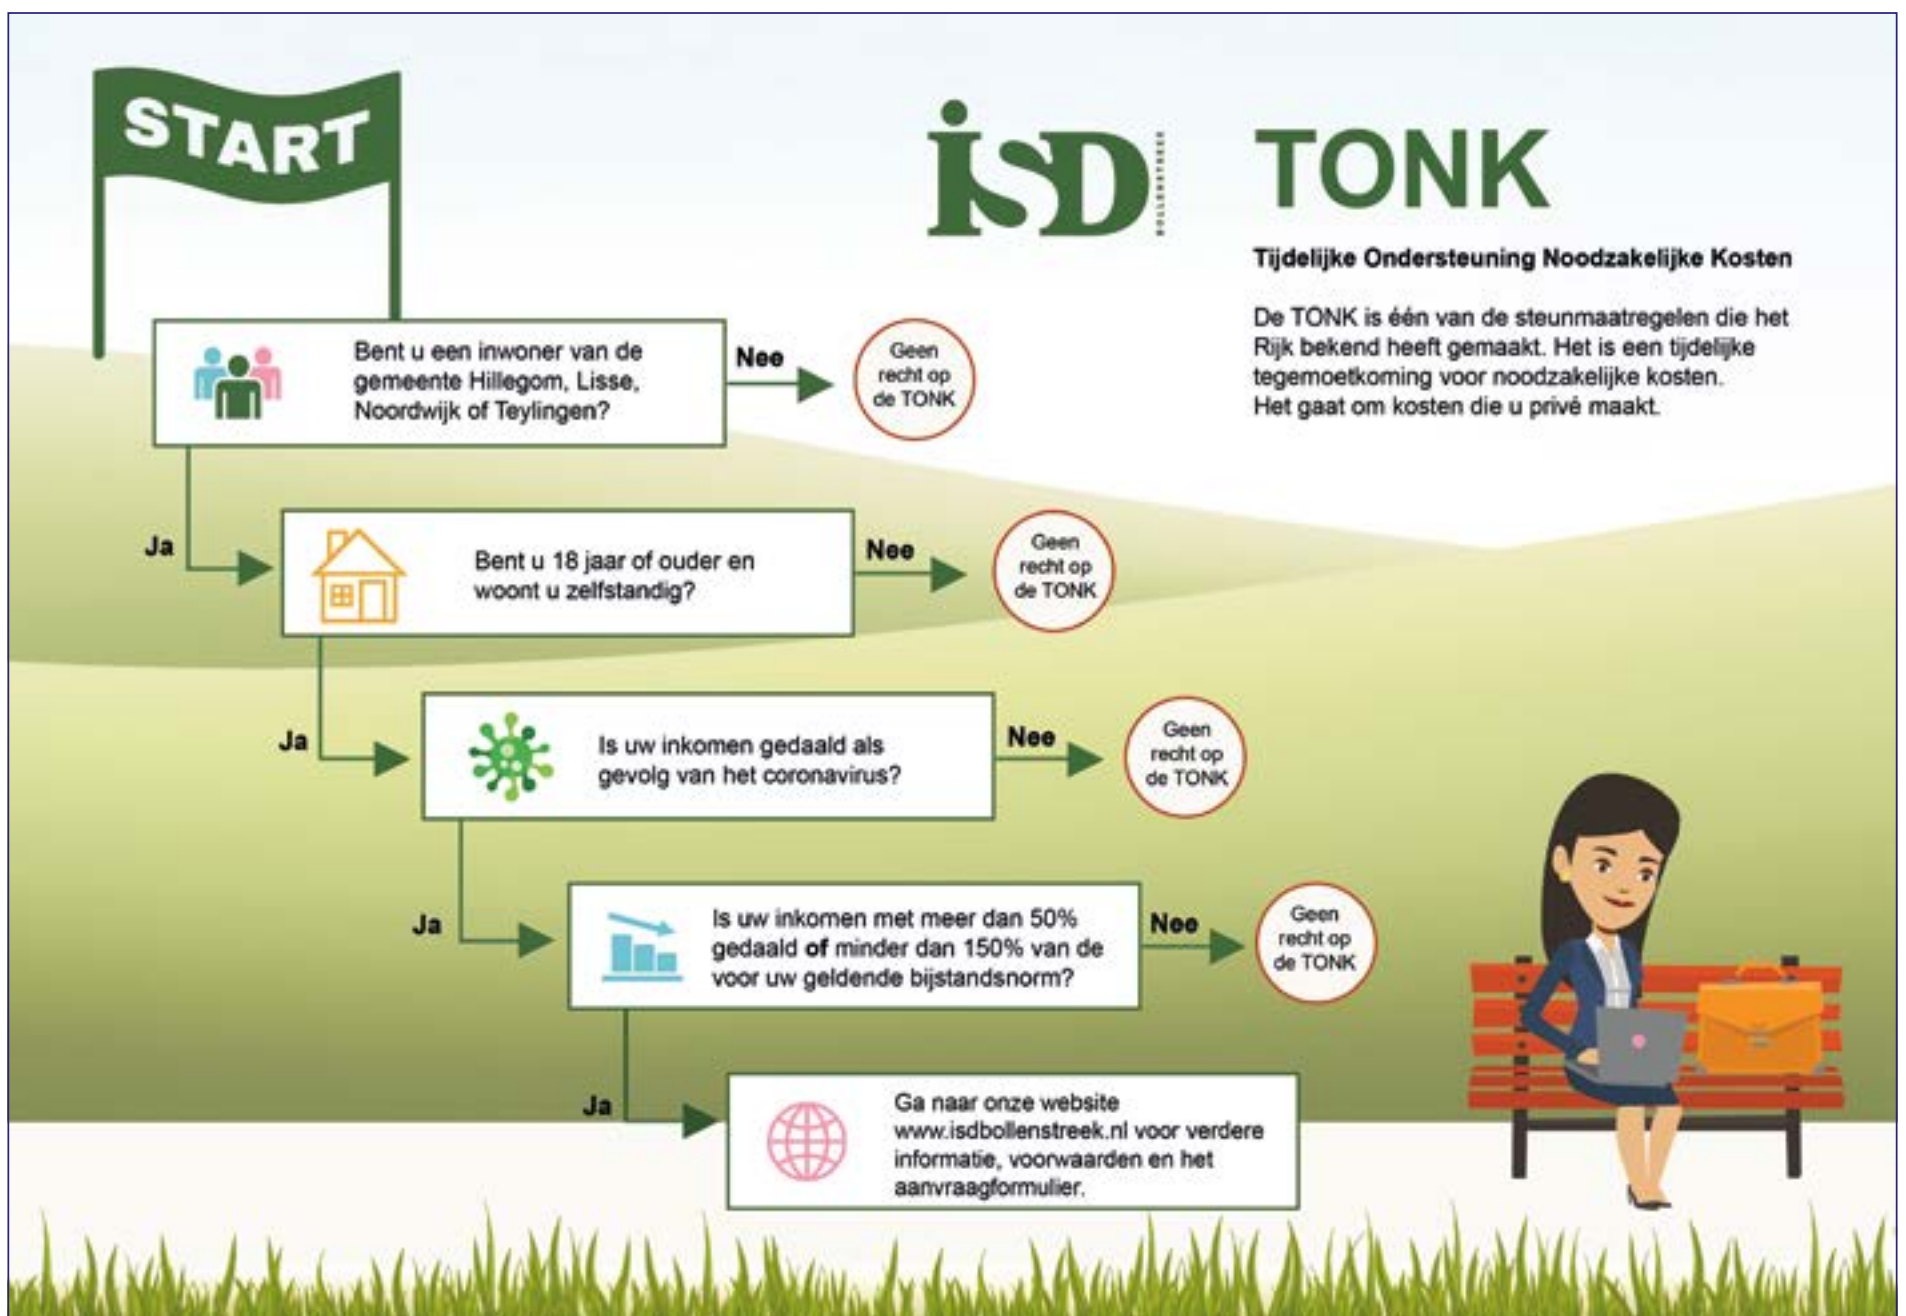 START
iSD
BOLLENSTREEK
TONK
Tijdelijke Ondersteuning Noodzakelijke Kosten
De TONK is één van de steunmaatregelen die het
Rijk bekend heeft gemaakt. Het is een tijdelijke
tegemoetkoming voor noodzakelijke kosten.
Het gaat om kosten die u privé maakt.
Bent u een inwoner van de
gemeente Hillegom, Lisse,
Noordwijk of Teylingen?
Nee
Geen
recht op
de TONK
Ja
Bent u 18 jaar of ouder en
woont u zelfstandig?
Nee
Geen
recht op
de TONK
Ja
Is uw inkomen gedaald als
gevolg van het coronavirus?
Nee
Geen
recht op
de TONK
Ja
Is uw inkomen met meer dan 50%
gedaald of minder dan 150% van de
voor uw geldende bijstandsnorm?
Nee
Geen
recht op
de TONK
Ja
Ga naar onze website
www.isdbollenstreek.nl voor verdere
informatie, voorwaarden en het
aanvraagformulier.